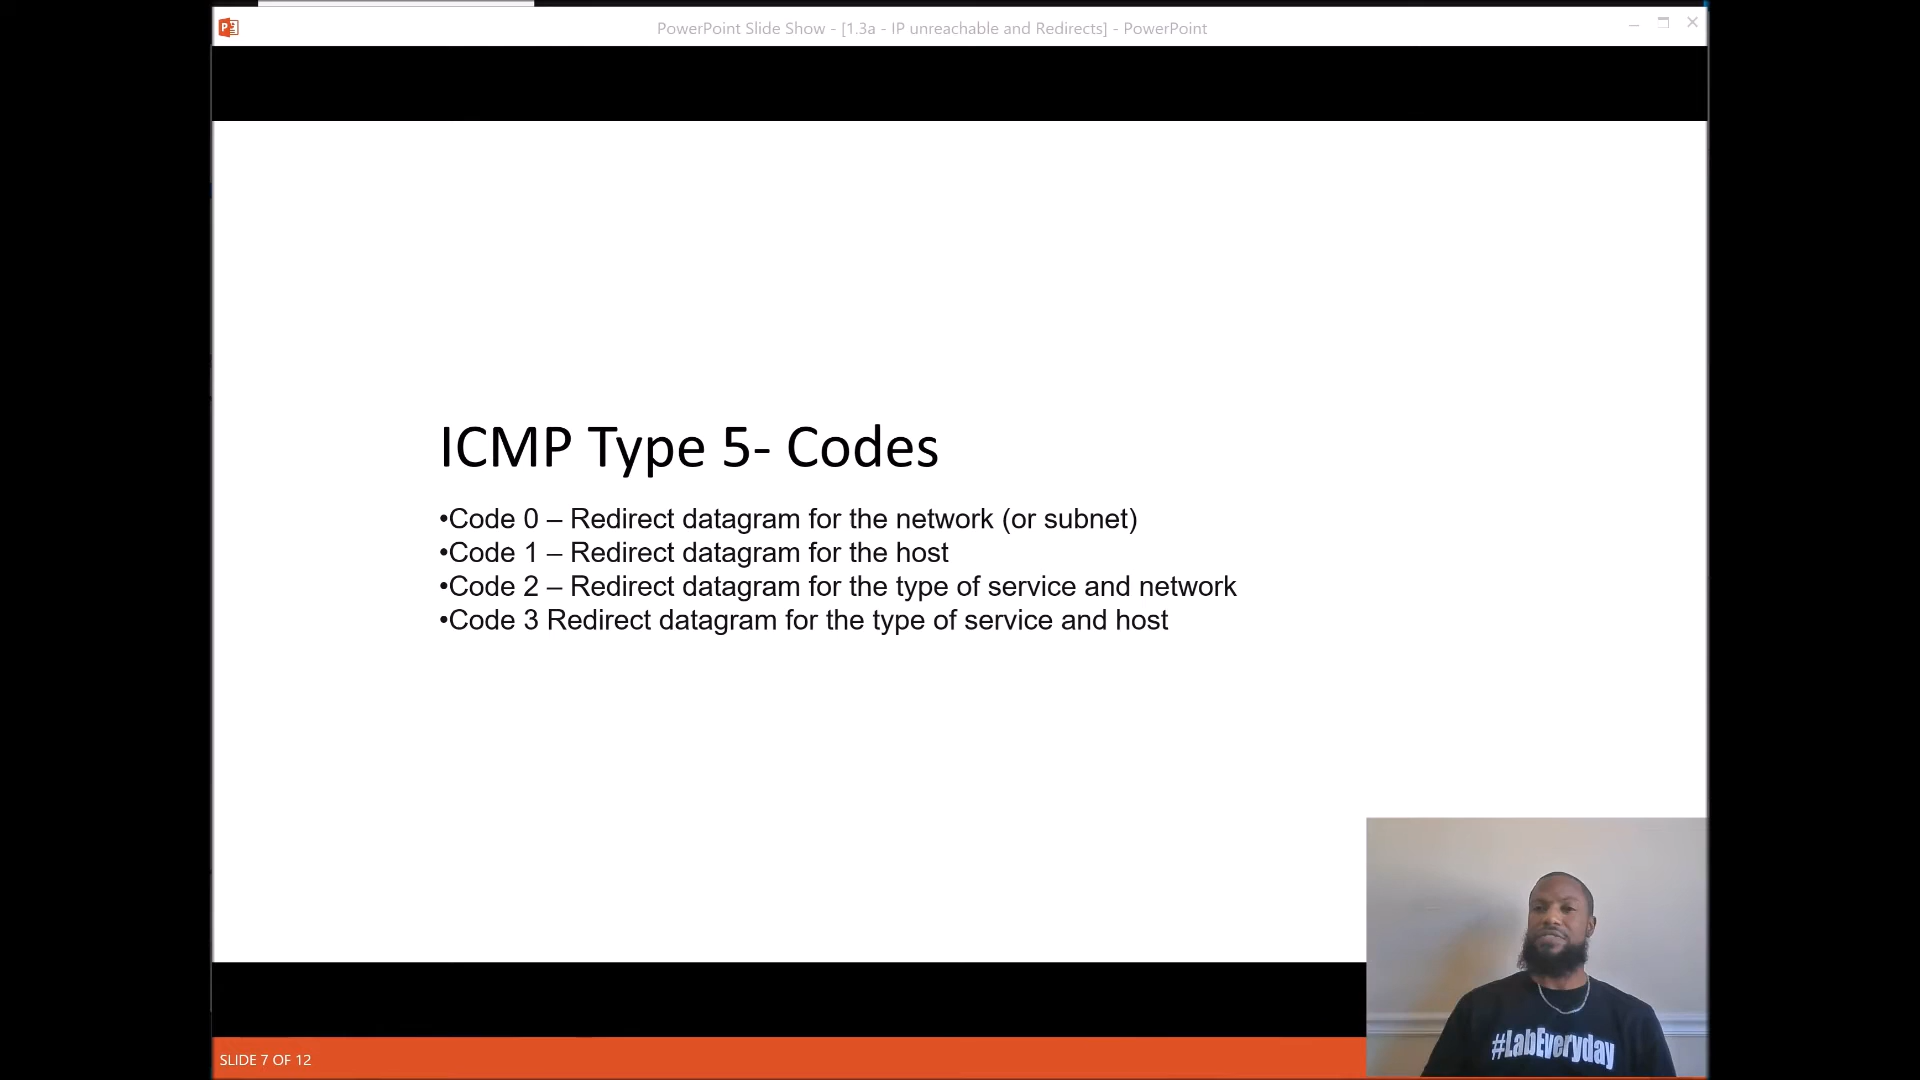 PowerPoint Slide Show - [1.3a - IP unreachable and Redirects] - PowerPoint
ICMP Type 5- Codes
•Code 0 – Redirect datagram for the network (or subnet)
•Code 1 – Redirect datagram for the host
•Code 2 – Redirect datagram for the type of service and network
•Code 3 Redirect datagram for the type of service and host
#LabEveryday
SLIDE 7 OF 12